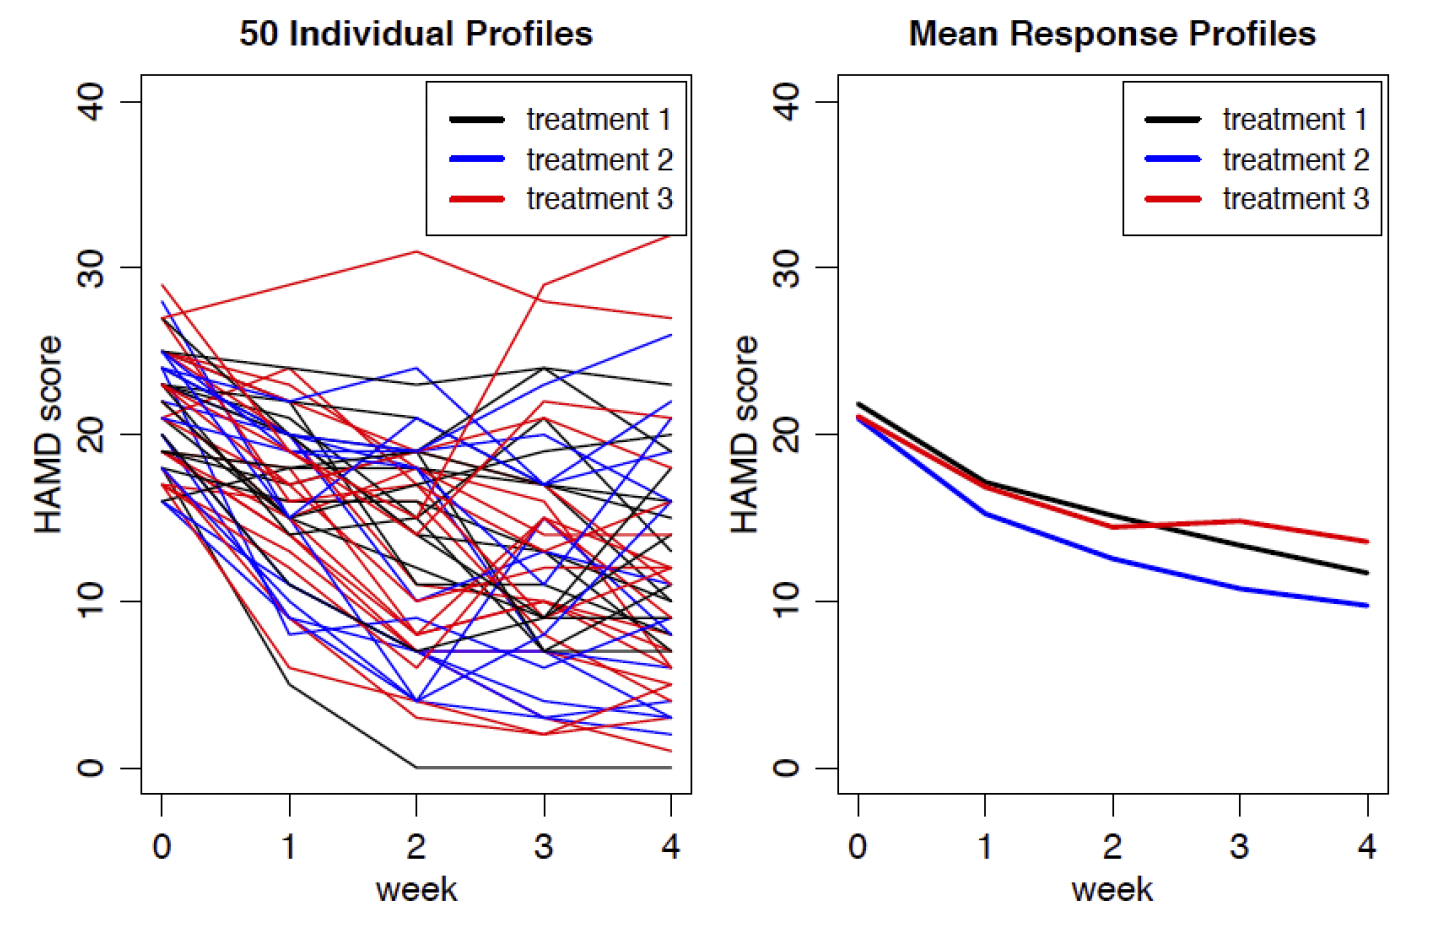 50 Individual Profiles
HAMD score
40
30
20
10
0
treatment 1
treatment 2
treatment 3
0 1 2 3 4
week
Mean Response Profiles
HAMD score
40
30
20
10
0
treatment 1
treatment 2
treatment 3
0 1 2 3 4
week